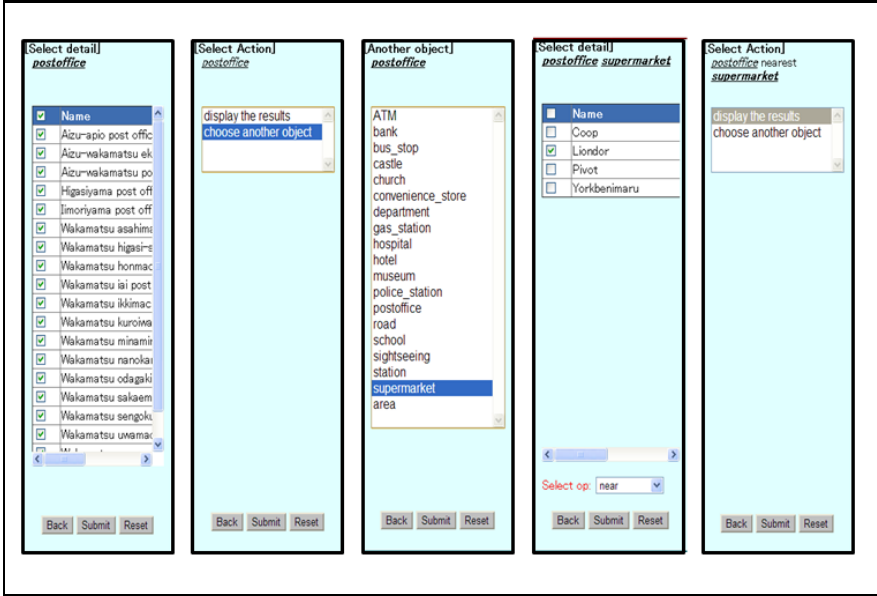 [Select detail]
postoffice
Name
Aizu-apio post offic
Aizu-wakamatsu ek
Aizu-wakamatsu po
Higasiyama post off
Iimoriyama post off
Wakamatsu asahima
Wakamatsu higasi-s
Wakamatsu honmac
Wakamatsu iai post
Wakamatsu ikkimac
Wakamatsu kuroiwa
Wakamatsu minamin
Wakamatsu nanokar
Wakamatsu odagaki
Wakamatsu sakaem
Wakamatsu sengoku
Wakamatsu uwamac
Back Submit Reset
[Select Action]
postoffice
display the results
choose another object
Back Submit Reset
[Another object]
postoffice
ATM
bank
bus_stop
castle
church
convenience_store
department
gas_station
hospital
hotel
museum
police_station
postoffice
road
school
sightseeing
station
supermarket
area
Back Submit Reset
[Select detail]
postoffice supermarket
Name
Coop
Liondor
Pivot
Yorkbenimaru
Select op: near
Back Submit Reset
[Select Action]
postoffice nearest
supermarket
display the results
choose another object
Back Submit Reset